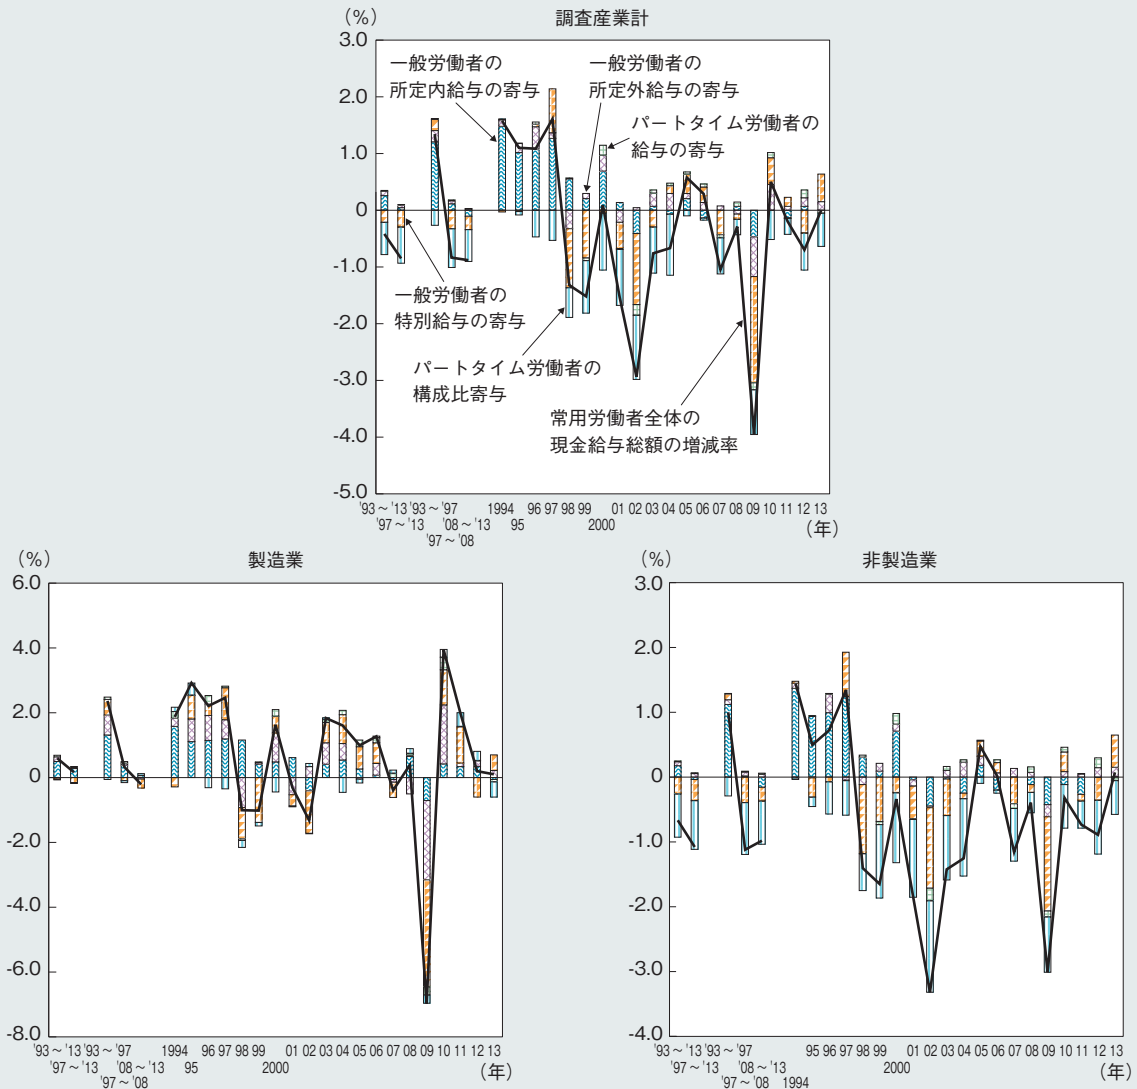 (%)
調査産業計
3.0
2.0
1.0
0
-1.0
-2.0
-3.0
-4.0
-5.0
一般労働者の
所定内給与の寄与
一般労働者の
所定外給与の寄与
パートタイム労働者の
給与の寄与
一般労働者の
特別給与の寄与
パートタイム労働者の
構成比寄与
常用労働者全体の
現金給与総額の増減率
'93～'13 '93～'97 1994 96 97 98 99 01 02 03 04 05 06 07 08 09 10 11 12 13
'97～'13 '08～'13 95 2000 (年)
'97～'08
(%)
製造業
6.0
4.0
2.0
0
-2.0
-4.0
-6.0
-8.0
'93～'13 '93～'97 1994 96 97 98 99 01 02 03 04 05 06 07 08 09 10 11 12 13
'97～'13 '08～'13 95 2000 (年)
'97～'08
(%)
非製造業
3.0
2.0
1.0
0
-1.0
-2.0
-3.0
-4.0
'93～'13 '93～'97 95 96 97 98 99 01 02 03 04 05 06 07 08 09 10 11 12 13
'97～'13 '08～'13 2000 (年)
'97～'08 1994